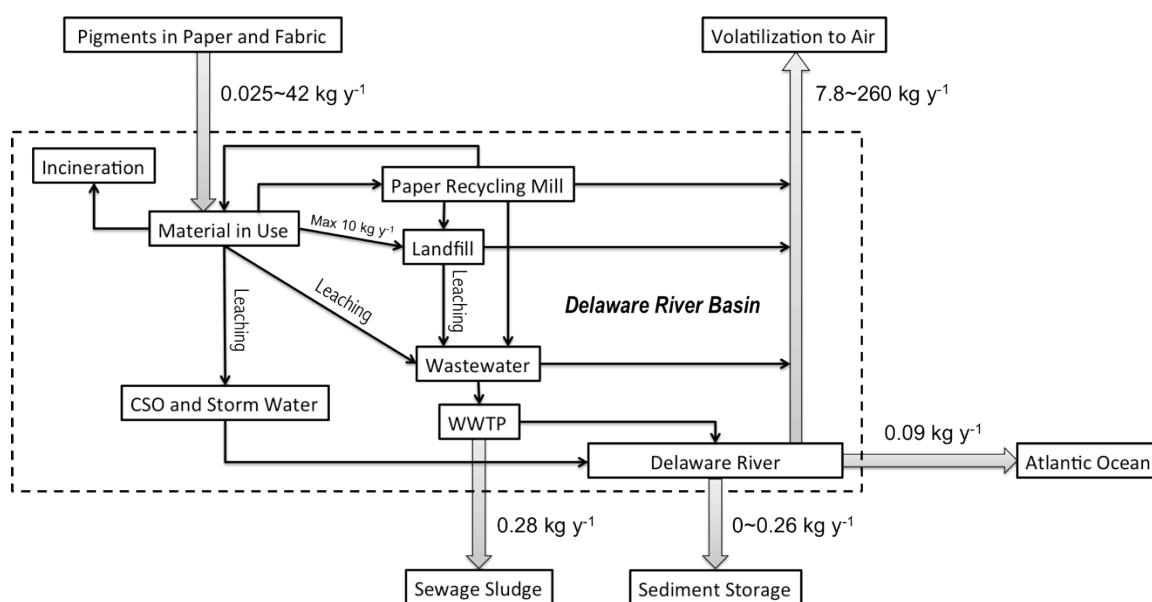 Pigments in Paper and Fabric
Volatilization to Air
0.025~42 kg y⁻¹
7.8~260 kg y⁻¹
Incineration
Paper Recycling Mill
Material in Use
Max 10 kg y⁻¹
Landfill
Leaching
Leaching
Leaching
Delaware River Basin
Wastewater
CSO and Storm Water
WWTP
0.09 kg y⁻¹
Delaware River
Atlantic Ocean
0.28 kg y⁻¹
0~0.26 kg y⁻¹
Sewage Sludge
Sediment Storage